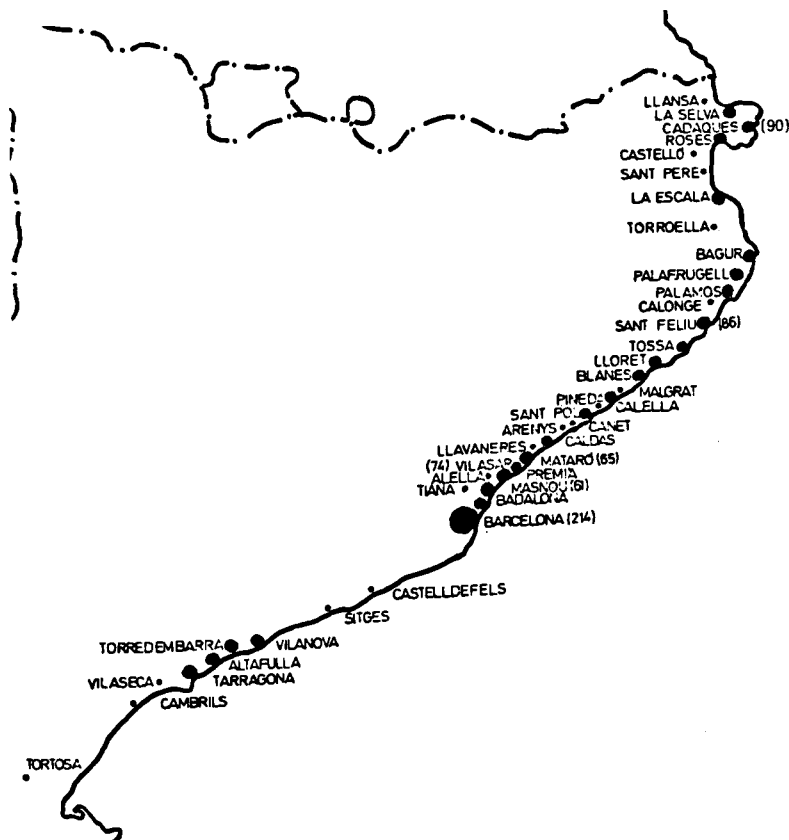 LLANSA
LA SELVA
CADAQUES (90)
ROSES
CASTELLO
SANT PERE
LA ESCALA
TORROELLA
BAGUR
PALAFRUGELL
PALAMOS
CALONGE
SANT FELIU (86)
TOSSA
LLORET
BLANES
MALGRAT
PINEDA
CALELLA
SANT POL
CANET
ARENYS
CALDAS
LLAVANERES
MATARO (65)
(74) VILASAR
PREMIA
ALELLA
MASNOU (61)
TIANA
BADALONA
BARCELONA (214)
CASTELLDEFELS
SITGES
VILANOVA
TORREDEMBARRA
ALTAFULLA
TARRAGONA
VILASECA
CAMBRILS
TORTOSA